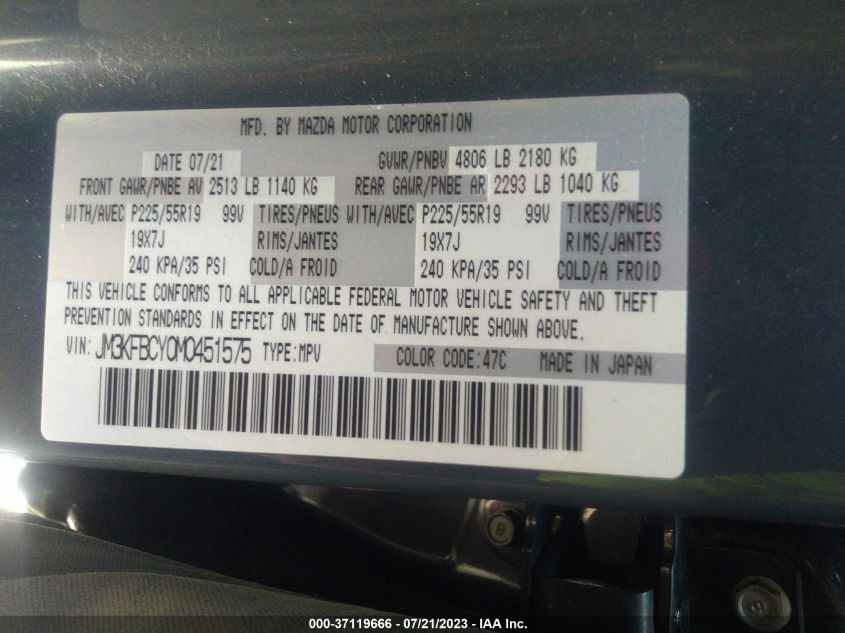 MFD. BY MAZDA MOTOR CORPORATION
DATE 07/21 GVWR/PNBV 4806 LB 2180 KG
FRONT GAWR/PNBE AV 2513 LB 1140 KG REAR GAWR/PNBE AR 2293 LB 1040 KG
WITH/AVEC P225/55R19 99V TIRES/PNEUS WITH/AVEC P225/55R19 99V TIRES/PNEUS
19X7J RIMS/JANTES 19X7J RIMS/JANTES
240 KPA/35 PSI COLD/A FROID 240 KPA/35 PSI COLD/A FROID
THIS VEHICLE CONFORMS TO ALL APPLICABLE FEDERAL MOTOR VEHICLE SAFETY AND THEFT
PREVENTION STANDARDS IN EFFECT ON THE DATE OF MANUFACTURE SHOWN ABOVE.
VIN: JM3KFBCY0M0451575 TYPE:MPV COLOR CODE:47C MADE IN JAPAN
000-37119666 - 07/21/2023 - IAA Inc.